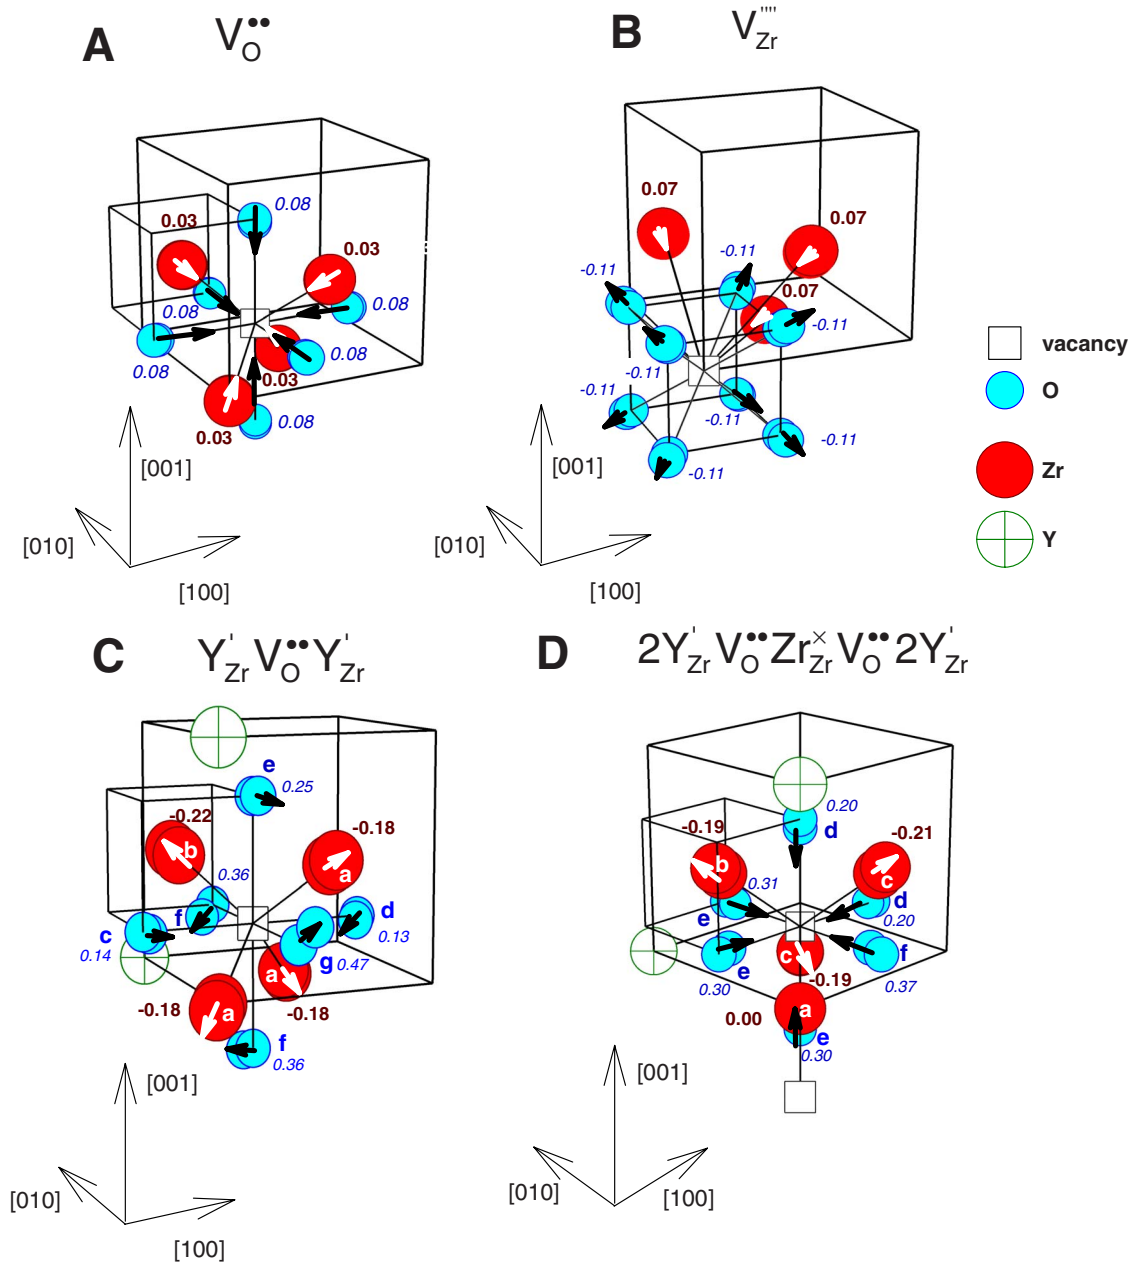 A
V_O^••
B
V_Zr^''''
0.08
0.03
0.03
0.08
0.08
0.08
0.08
0.03
0.03
0.08
[001]
[010]
[100]
0.07
0.07
-0.11
-0.11
0.07
-0.11
-0.11
-0.11
-0.11
-0.11
-0.11
[001]
[010]
[100]
vacancy
O
Zr
Y
C
Y'_Zr V_O^•• Y'_Zr
D
2Y'_Zr V_O^•• Zr_Zr^× V_O^•• 2Y'_Zr
e
0.25
-0.22
-0.18
b
a
0.36
f
d
c
0.14
0.13
g
0.47
a
-0.18
a
-0.18
f
0.36
[001]
[010]
[100]
0.20
d
-0.19
-0.21
b
c
0.31
d
e
0.20
c
f
e
-0.19
0.30
0.37
0.00
a
e
0.30
[001]
[010]
[100]